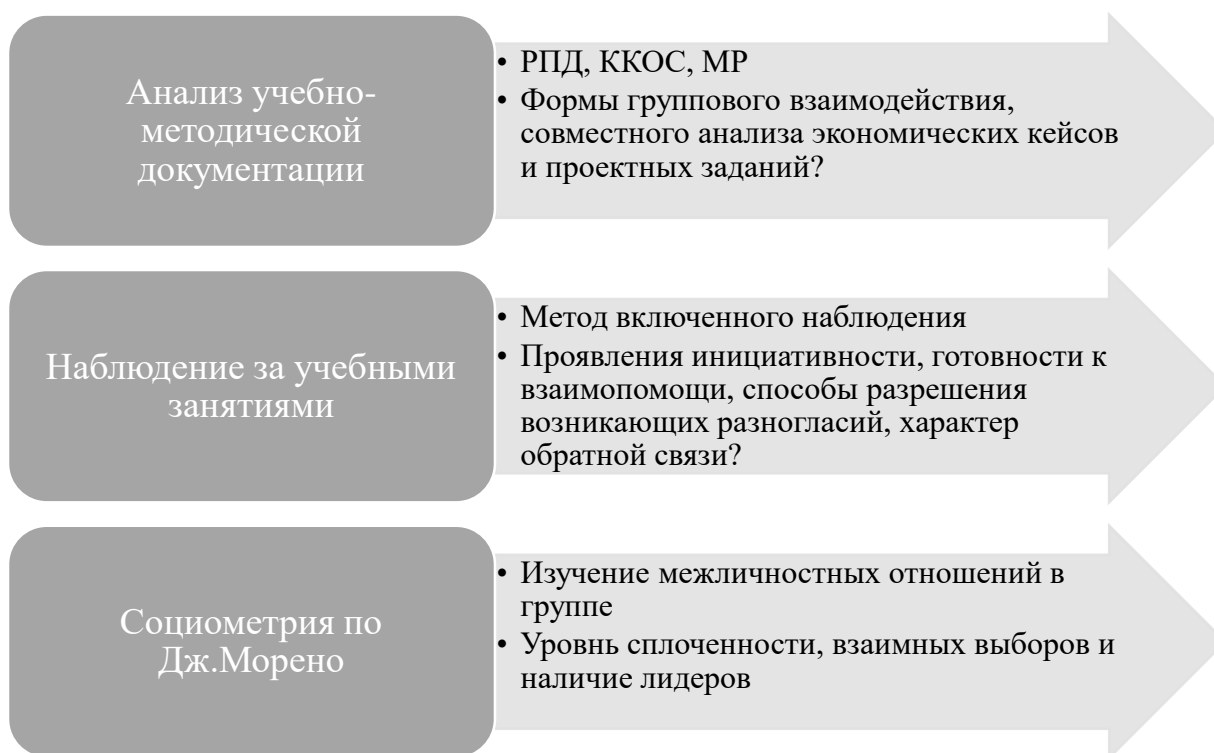 Анализ учебно-
методической
документации
• РПД, ККОС, МР
• Формы группового взаимодействия,
совместного анализа экономических кейсов
и проектных заданий?
Наблюдение за учебными
занятиями
• Метод включенного наблюдения
• Проявления инициативности, готовности к
взаимопомощи, способы разрешения
возникающих разногласий, характер
обратной связи?
Социометрия по
Дж.Морено
• Изучение межличностных отношений в
группе
• Уровнь сплоченности, взаимных выборов и
наличие лидеров